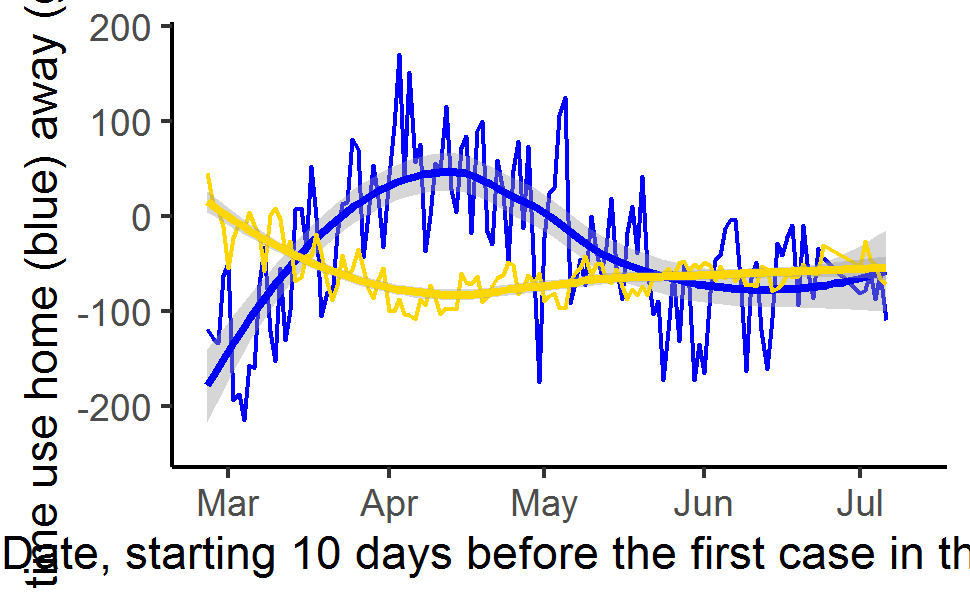 time use home (blue) away (
200
100
0
-100
-200
Mar Apr May Jun Jul
Date, starting 10 days before the first case in th